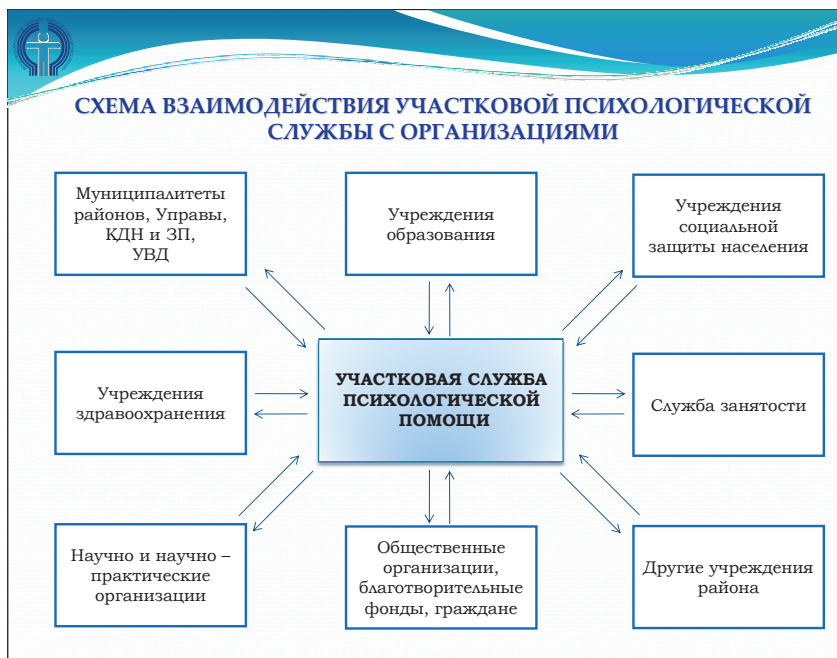 СХЕМА ВЗАИМОДЕЙСТВИЯ УЧАСТКОВОЙ ПСИХОЛОГИЧЕСКОЙ
СЛУЖБЫ С ОРГАНИЗАЦИЯМИ
Муниципалитеты
районов, Управы,
КДН и ЗП,
УВД
Учреждения
образования
Учреждения
социальной
защиты населения
Учреждения
здравоохранения
УЧАСТКОВАЯ СЛУЖБА
ПСИХОЛОГИЧЕСКОЙ
ПОМОЩИ
Служба занятости
Научно и научно –
практические
организации
Общественные
организации,
благотворительные
фонды, граждане
Другие учреждения
района